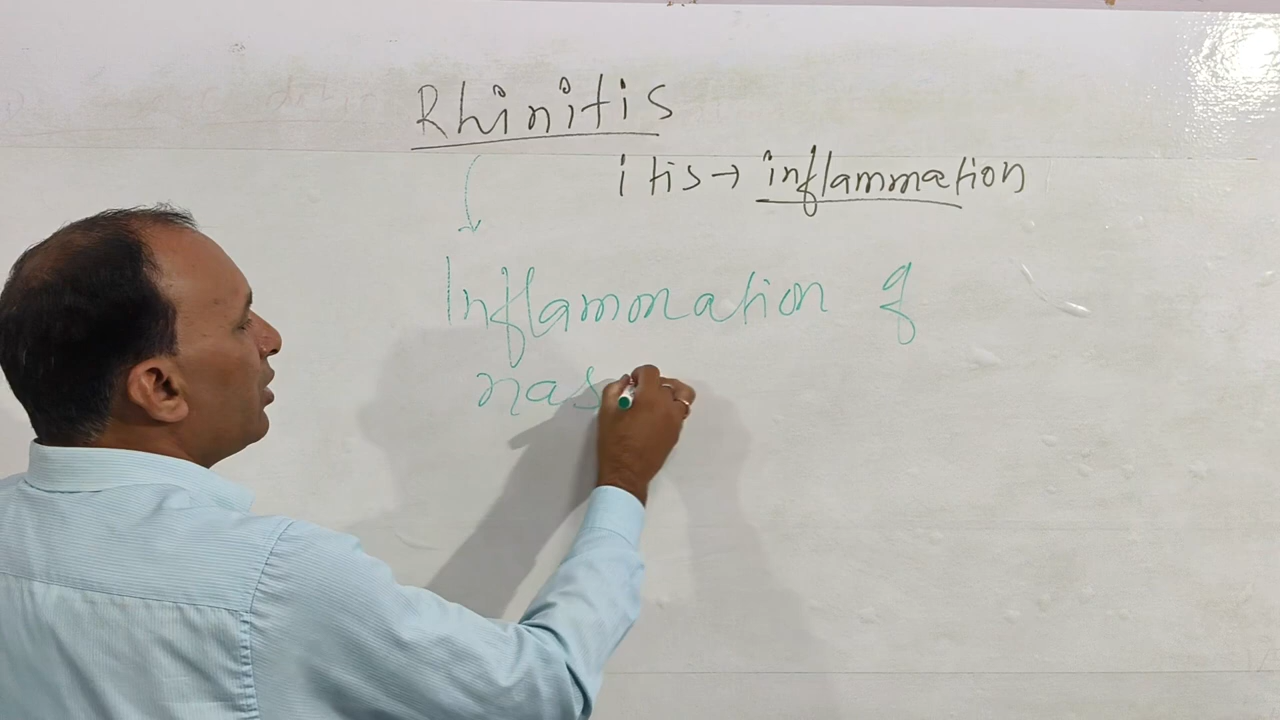 Rhinitis
itis → inflammation
Inflammation of
nas